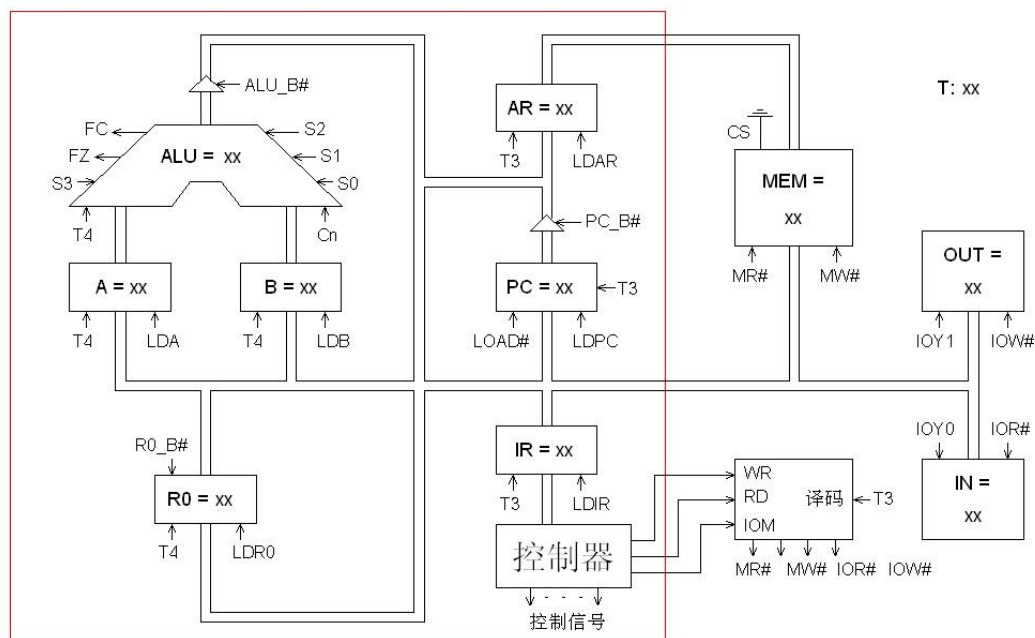 ALU_B#
AR = xx
T: xx
FC
S2
CS
ALU = xx
T3
LDAR
FZ
S1
S3
S0
MEM =
xx
PC_B#
T4
Cn
MR#
MW#
OUT =
xx
A = xx
B = xx
PC = xx
T3
T4
LDA
T4
LDB
LOAD#
LDPC
IOY1
IOW#
R0_B#
IR = xx
IOY0
IOR#
WR
R0 = xx
T3
LDIR
RD
译码
T3
IN =
xx
IOM
T4
LDR0
控制器
MR#
MW#
IOR#
IOW#
控制信号